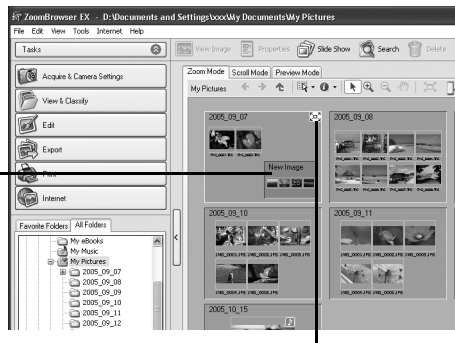 ZoomBrowser EX - D:\Documents and Settings\xxx\My Documents\My Pictures
File Edit View Tools Internet Help
Tasks
View Image Properties Slide Show Search Delete
Acquire & Camera Settings
View & Classify
Edit
Export
Print
Internet
Zoom Mode Scroll Mode Preview Mode
My Pictures
2005_09_07
2005_09_08
New Image
2005_09_10
2005_09_11
2005_10_15
Favorite Folders All Folders
My eBooks
My Music
My Pictures
2005_09_07
2005_09_08
2005_09_09
2005_09_10
2005_09_11
2005_09_12